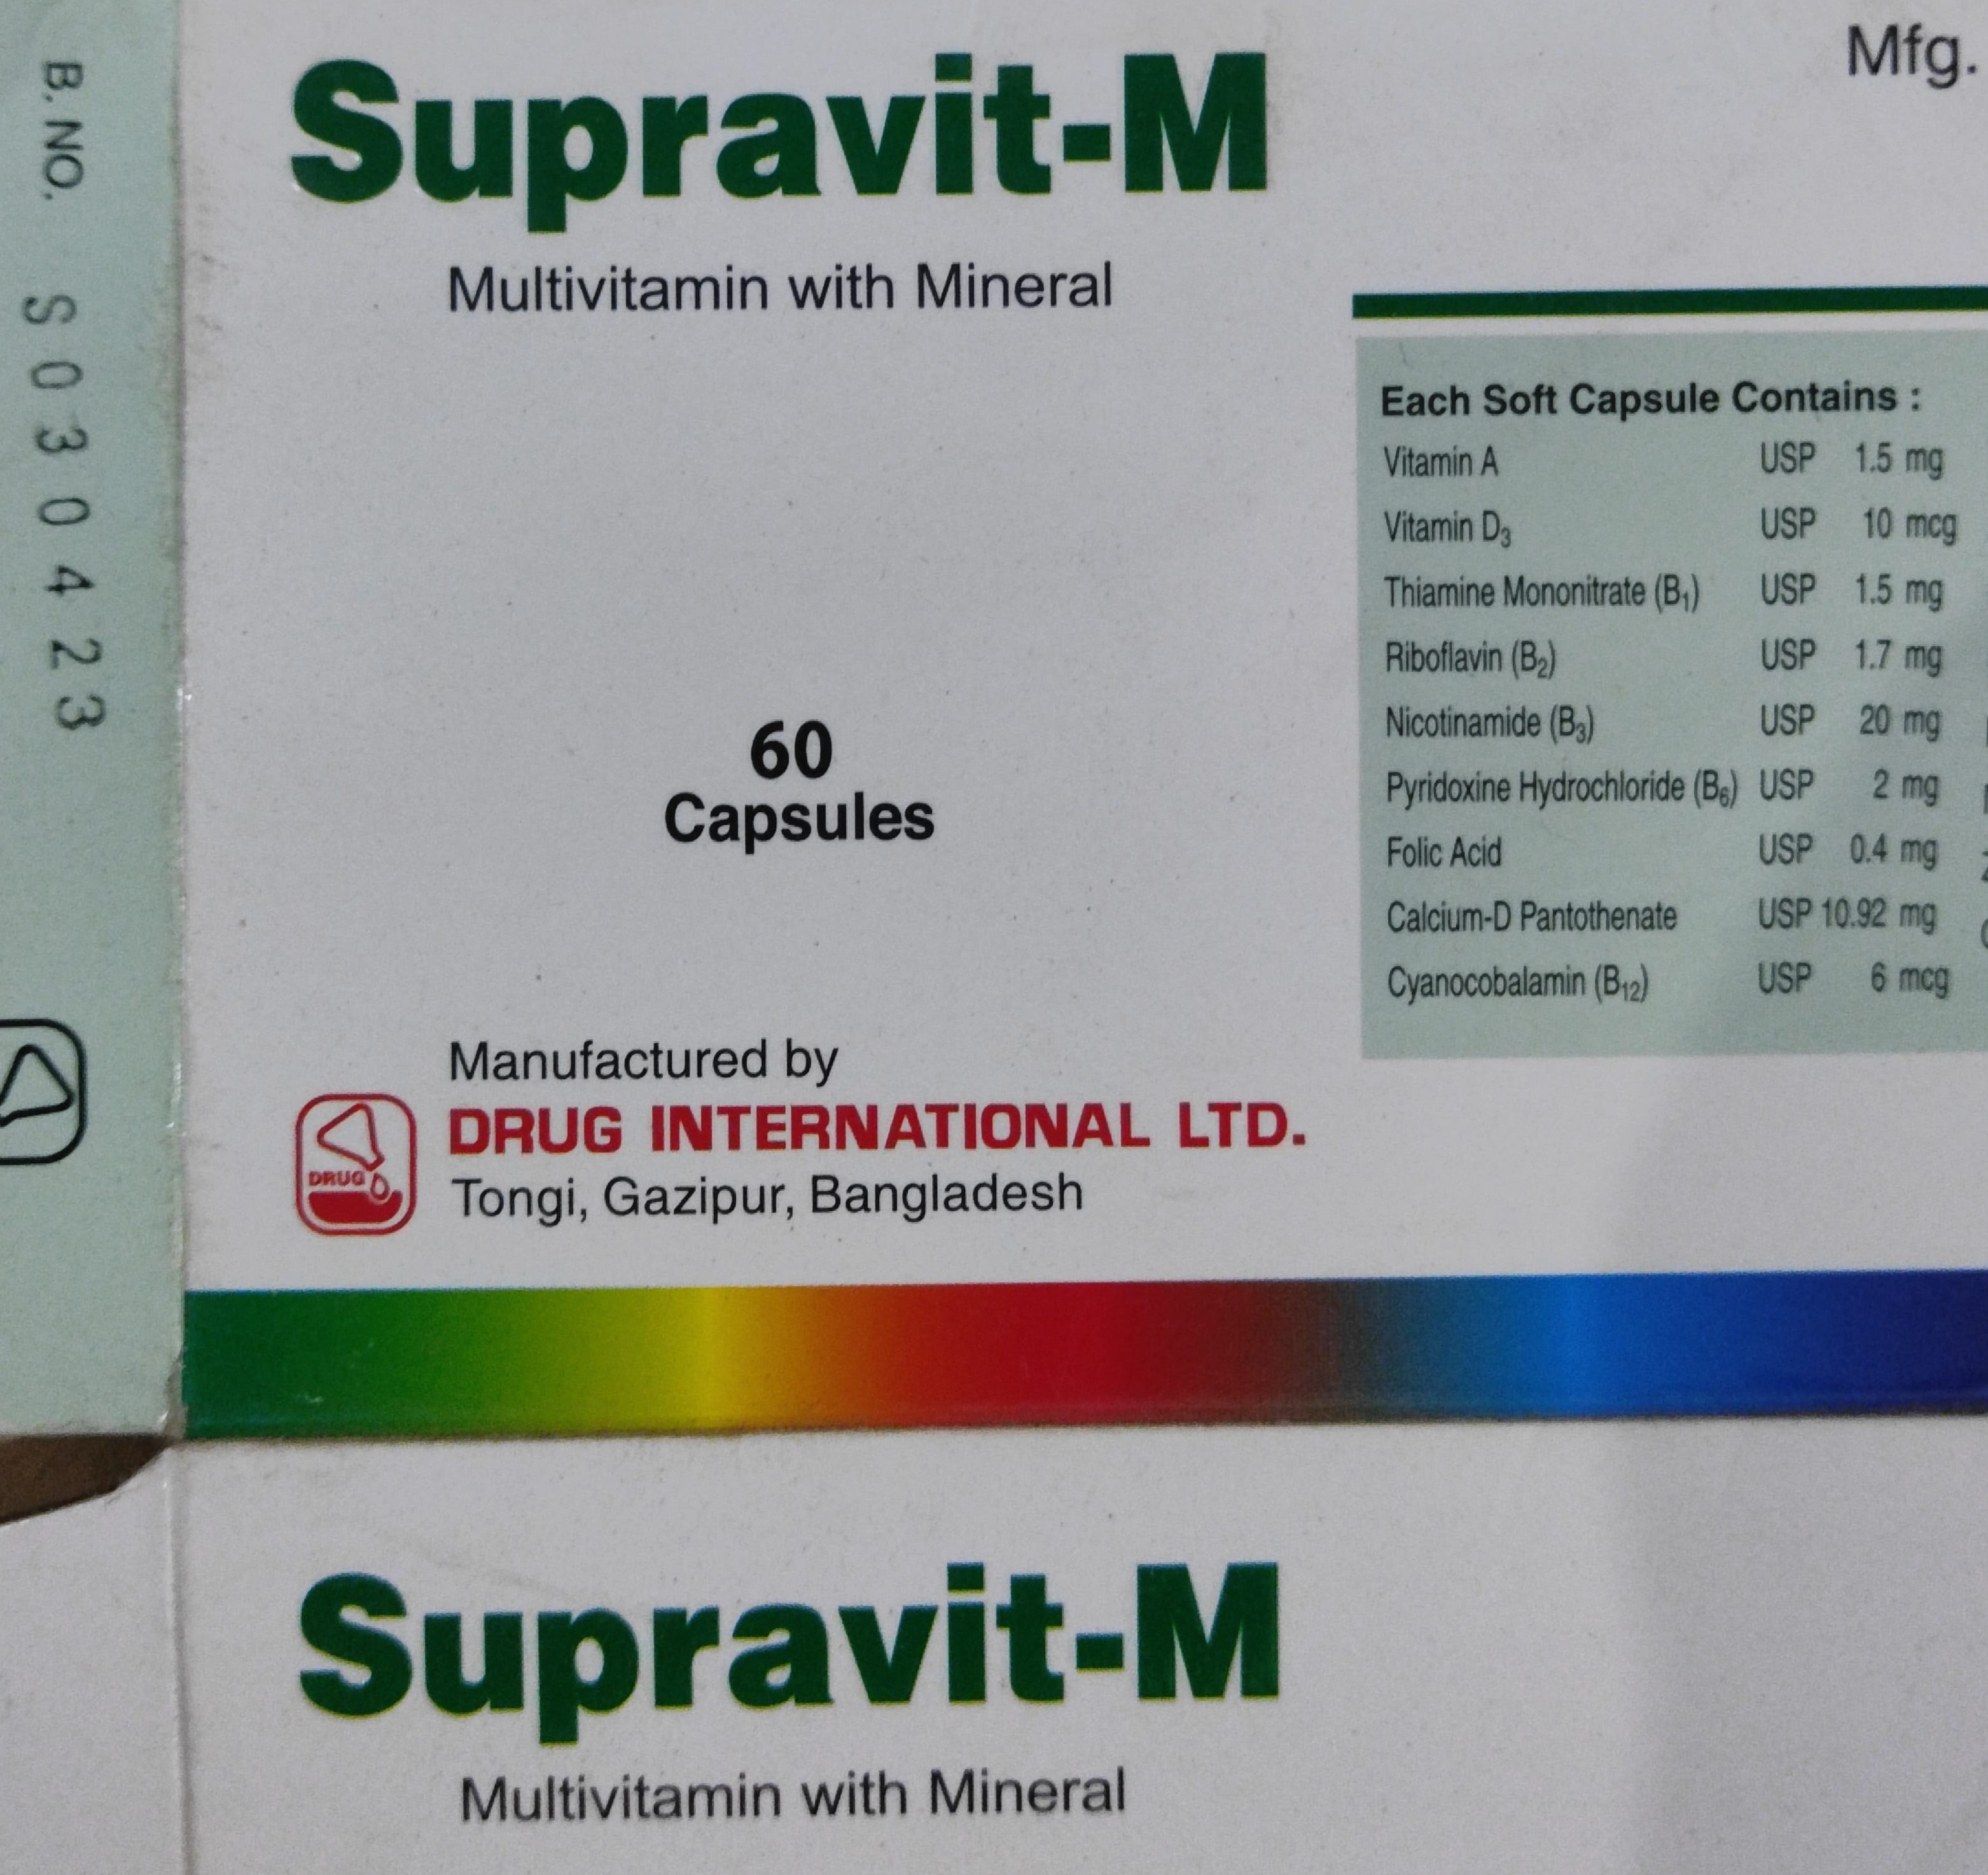 B. NO. S030423
Supravit-M
Multivitamin with Mineral
Mfg.
60
Capsules
Each Soft Capsule Contains :
Vitamin A USP 1.5 mg
Vitamin D₃ USP 10 mcg
Thiamine Mononitrate (B₁) USP 1.5 mg
Riboflavin (B₂) USP 1.7 mg
Nicotinamide (B₃) USP 20 mg
Pyridoxine Hydrochloride (B₆) USP 2 mg
Folic Acid USP 0.4 mg
Calcium-D Pantothenate USP 10.92 mg
Cyanocobalamin (B₁₂) USP 6 mcg
Manufactured by
DRUG INTERNATIONAL LTD.
DRUG
Tongi, Gazipur, Bangladesh
Supravit-M
Multivitamin with Mineral